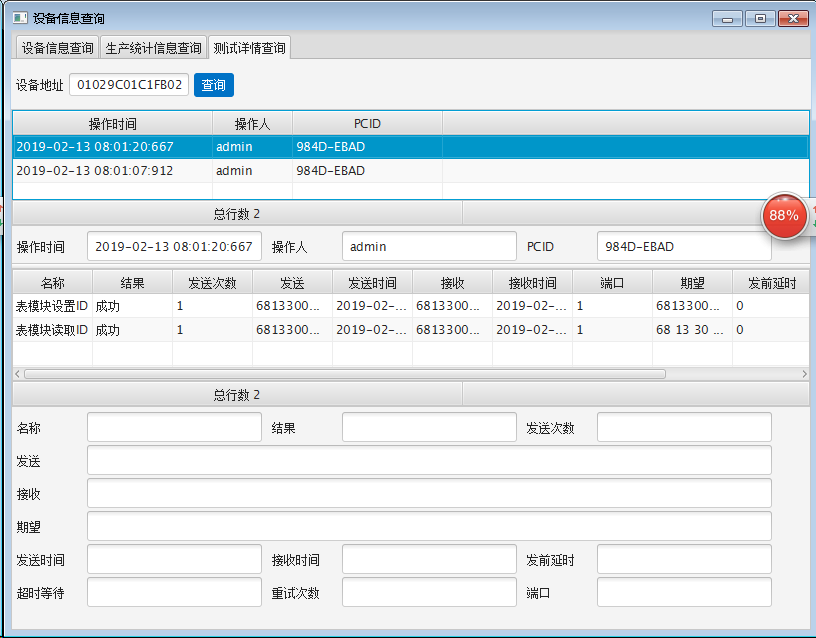 设备信息查询
设备信息查询 生产统计信息查询 测试详情查询
设备地址 01029C01C1FB02 查询
操作时间 操作人 PCID
2019-02-13 08:01:20:667 admin 984D-EBAD
2019-02-13 08:01:07:912 admin 984D-EBAD
总行数 2
88%
操作时间 2019-02-13 08:01:20:667 操作人 admin PCID 984D-EBAD
名称 结果 发送次数 发送 发送时间 接收 接收时间 端口 期望 发前延时
表模块设置ID 成功 1 6813300... 2019-02-... 6813300... 2019-02-... 1 6813300... 0
表模块读取ID 成功 1 6813300... 2019-02-... 6813300... 2019-02-... 1 68 13 30 ... 0
总行数 2
名称 结果 发送次数
发送
接收
期望
发送时间 接收时间 发前延时
超时等待 重试次数 端口